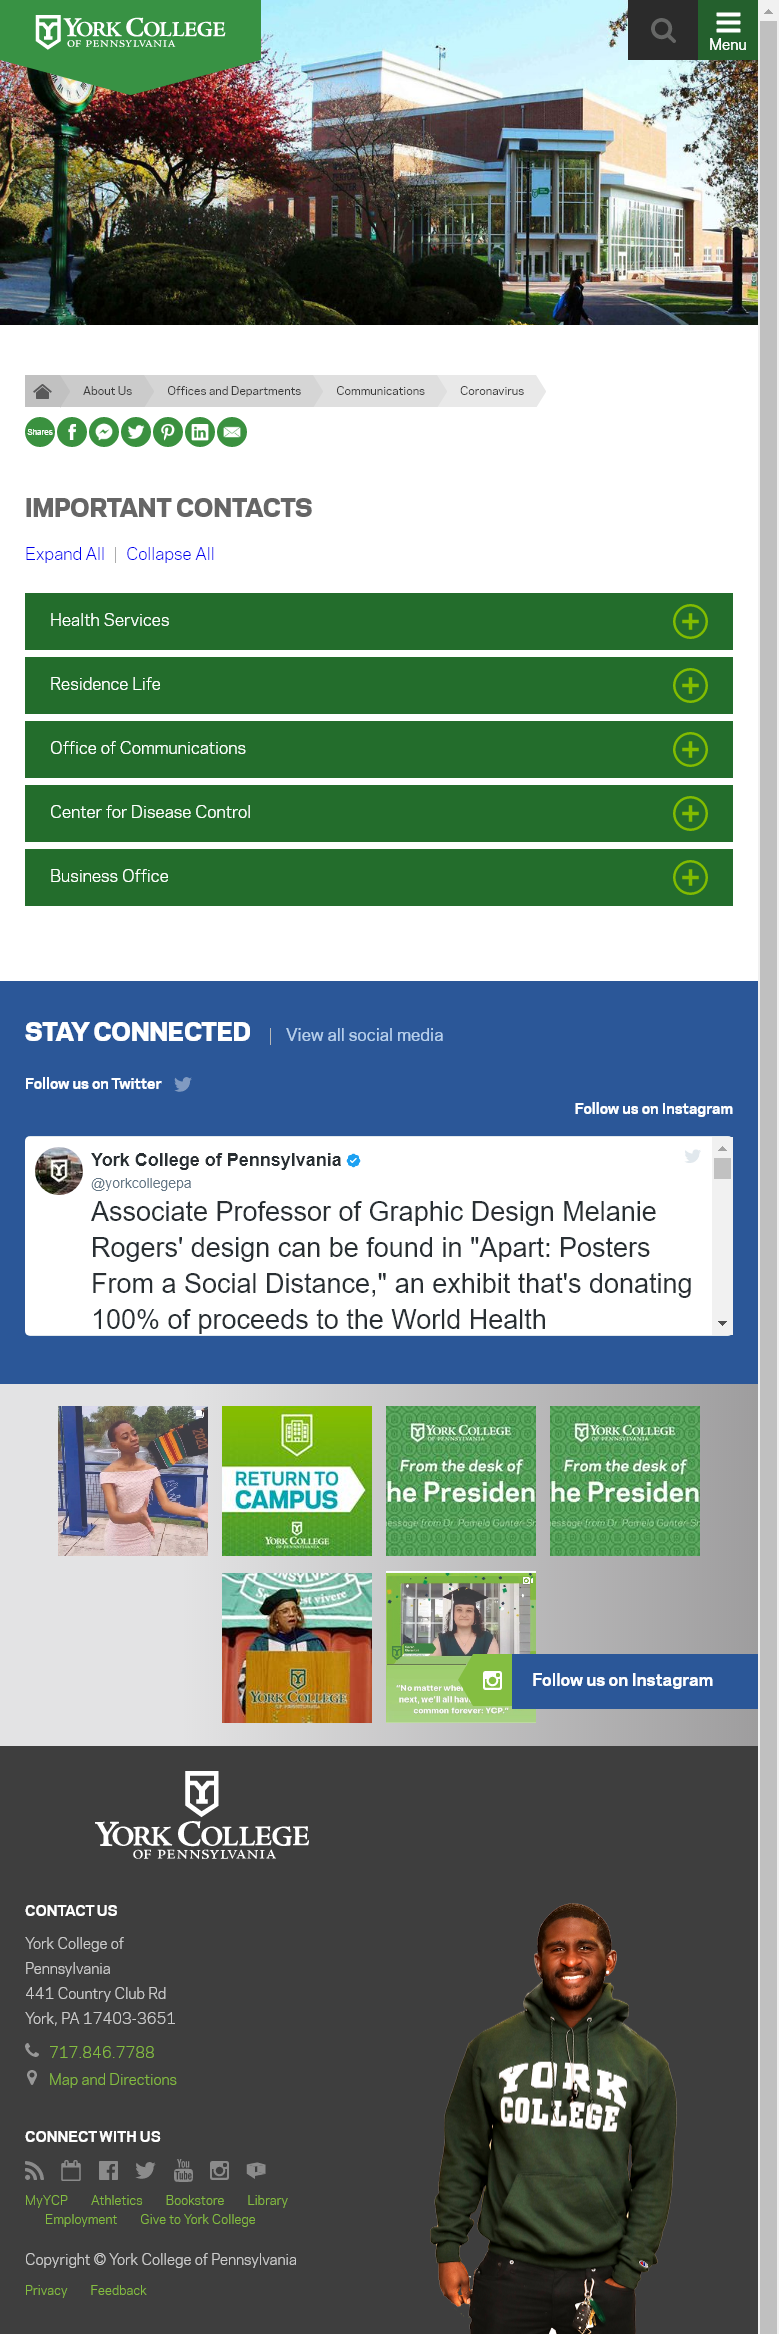 YORK COLLEGE
OF PENNSYLVANIA
Menu
About Us
Offices and Departments
Communications
Coronavirus
Shares
IMPORTANT CONTACTS
Expand All | Collapse All
Health Services
Residence Life
Office of Communications
Center for Disease Control
Business Office
STAY CONNECTED | View all social media
Follow us on Twitter
Follow us on Instagram
York College of Pennsylvania
@yorkcollegepa
Associate Professor of Graphic Design Melanie
Rogers' design can be found in "Apart: Posters
From a Social Distance," an exhibit that's donating
100% of proceeds to the World Health
RETURN TO
CAMPUS
YORK COLLEGE
YORK COLLEGE
OF PENNSYLVANIA
From the desk of
he Presiden
essage from Dr. Pamela Gunter-Sm
YORK COLLEGE
OF PENNSYLVANIA
From the desk of
he Presiden
essage from Dr. Pamela Gunter-Sm
vivere
YORK COLLEGE
"No matter whe
next, we'll all hav
common forever: YCP."
Follow us on Instagram
YORK COLLEGE
OF PENNSYLVANIA
CONTACT US
York College of
Pennsylvania
441 Country Club Rd
York, PA 17403-3651
717.846.7788
Map and Directions
YORK
COLLEGE
CONNECT WITH US
You
Tube
MyYCP Athletics Bookstore Library
Employment Give to York College
Copyright © York College of Pennsylvania
Privacy Feedback